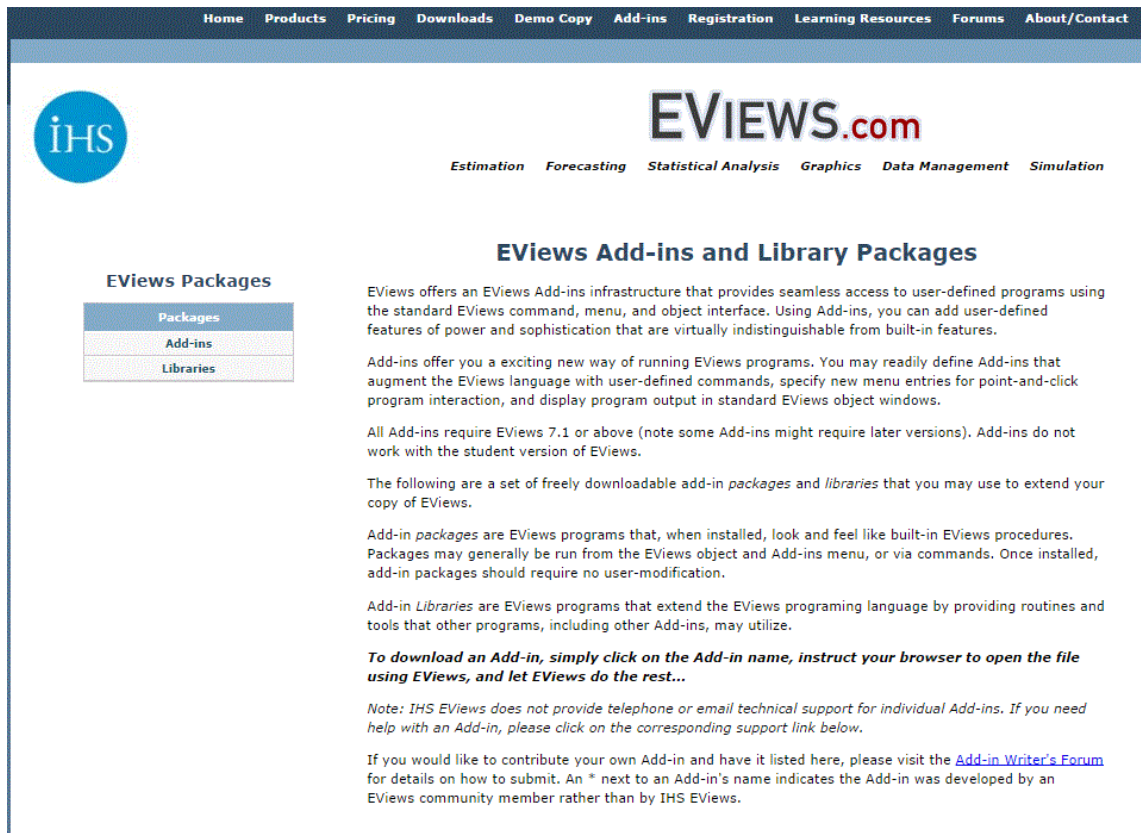 Home Products Pricing Downloads Demo Copy Add-ins Registration Learning Resources Forums About/Contact
iHS
EVIEWS.com
Estimation Forecasting Statistical Analysis Graphics Data Management Simulation
EViews Packages
Packages
Add-ins
Libraries
EViews Add-ins and Library Packages
EViews offers an EViews Add-ins infrastructure that provides seamless access to user-defined programs using
the standard EViews command, menu, and object interface. Using Add-ins, you can add user-defined
features of power and sophistication that are virtually indistinguishable from built-in features.
Add-ins offer you a exciting new way of running EViews programs. You may readily define Add-ins that
augment the EViews language with user-defined commands, specify new menu entries for point-and-click
program interaction, and display program output in standard EViews object windows.
All Add-ins require EViews 7.1 or above (note some Add-ins might require later versions). Add-ins do not
work with the student version of EViews.
The following are a set of freely downloadable add-in packages and libraries that you may use to extend your
copy of EViews.
Add-in packages are EViews programs that, when installed, look and feel like built-in EViews procedures.
Packages may generally be run from the EViews object and Add-ins menu, or via commands. Once installed,
add-in packages should require no user-modification.
Add-in Libraries are EViews programs that extend the EViews programing language by providing routines and
tools that other programs, including other Add-ins, may utilize.
To download an Add-in, simply click on the Add-in name, instruct your browser to open the file
using EViews, and let EViews do the rest...
Note: IHS EViews does not provide telephone or email technical support for individual Add-ins. If you need
help with an Add-in, please click on the corresponding support link below.
If you would like to contribute your own Add-in and have it listed here, please visit the Add-in Writer's Forum
for details on how to submit. An * next to an Add-in's name indicates the Add-in was developed by an
EViews community member rather than by IHS EViews.